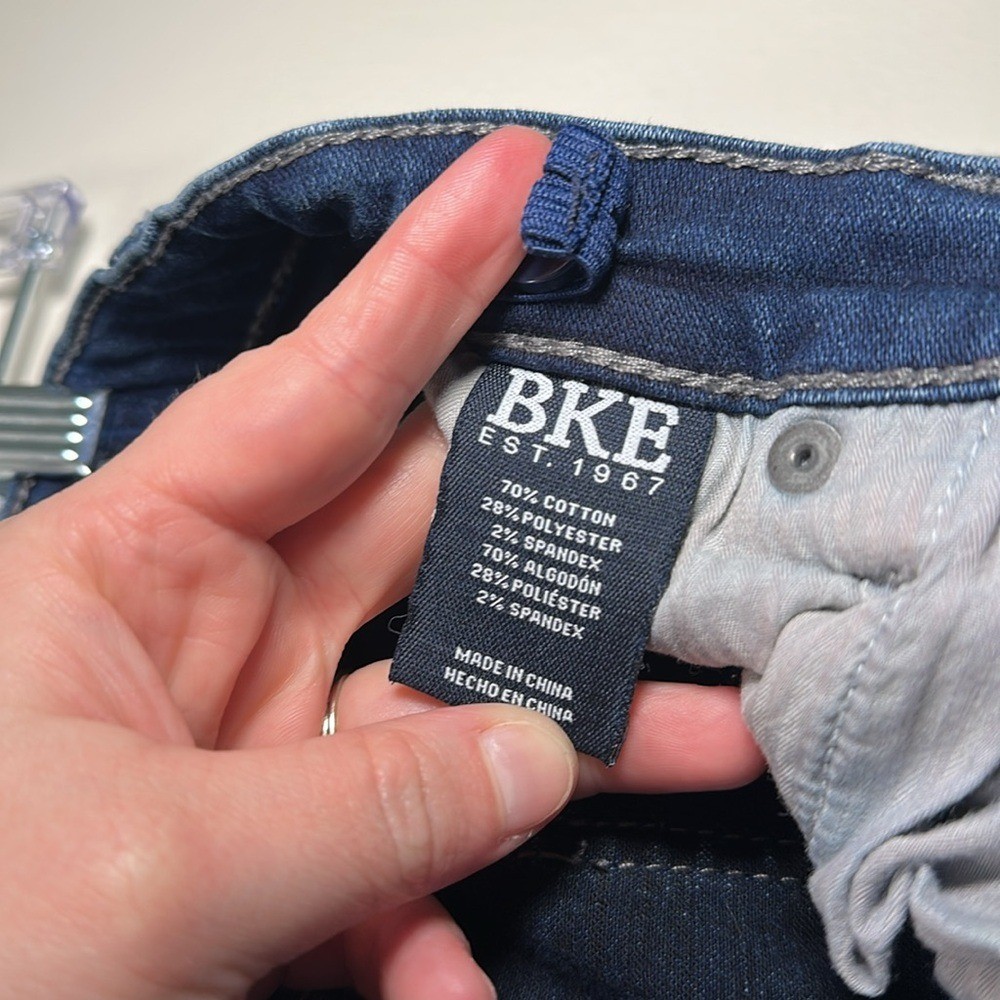 BKE
EST. 1967
70% COTTON
28% POLYESTER
2% SPANDEX
70% ALGODÓN
28% POLIÉSTER
2% SPANDEX
MADE IN CHINA
HECHO EN CHINA